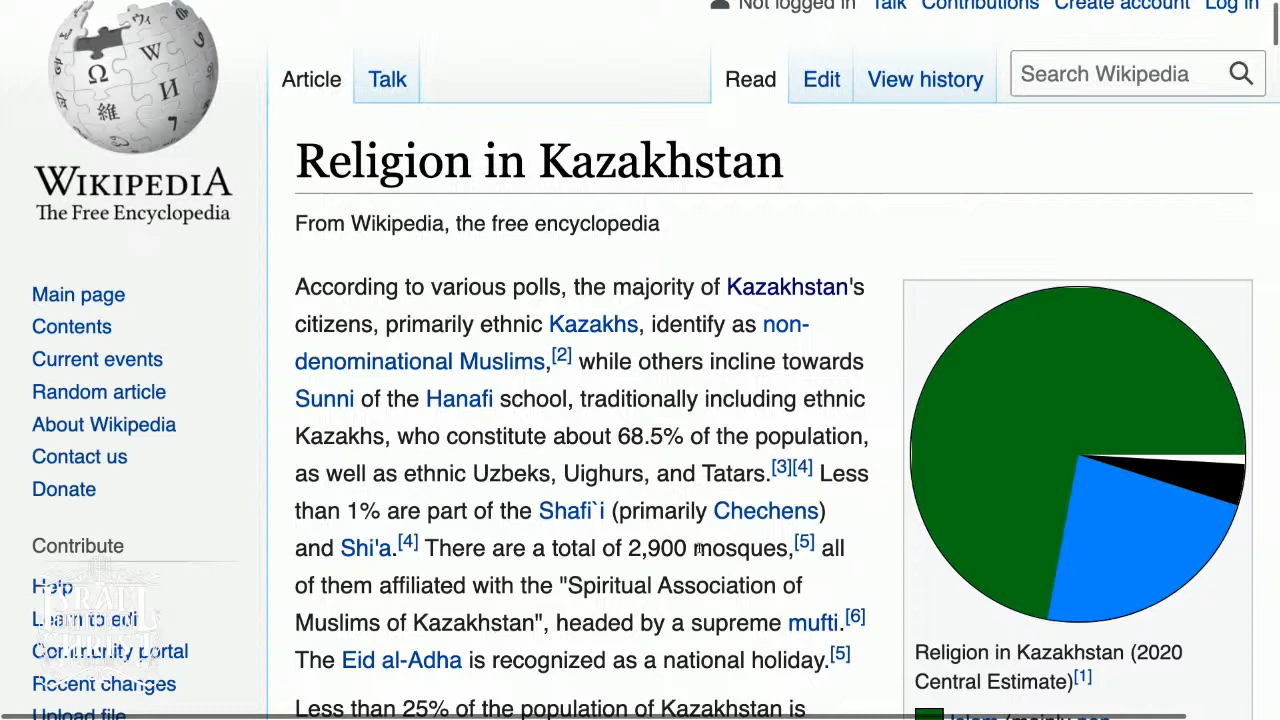 Not logged in Talk Contributions Create account Log in
Article Talk Read Edit View history Search Wikipedia
WIKIPEDIA
The Free Encyclopedia
Religion in Kazakhstan
From Wikipedia, the free encyclopedia
Main page
Contents
Current events
Random article
About Wikipedia
Contact us
Donate
Contribute
Help
Learn to edi
Community portal
Recent changes
Upload file
According to various polls, the majority of Kazakhstan's
citizens, primarily ethnic Kazakhs, identify as non-
denominational Muslims,[2] while others incline towards
Sunni of the Hanafi school, traditionally including ethnic
Kazakhs, who constitute about 68.5% of the population,
as well as ethnic Uzbeks, Uighurs, and Tatars.[3][4] Less
than 1% are part of the Shafi`i (primarily Chechens)
and Shi'a.[4] There are a total of 2,900 mosques,[5] all
of them affiliated with the "Spiritual Association of
Muslims of Kazakhstan", headed by a supreme mufti.[6]
The Eid al-Adha is recognized as a national holiday.[5]
Less than 25% of the population of Kazakhstan is
Religion in Kazakhstan (2020
Central Estimate)[1]
Islam (mainly non